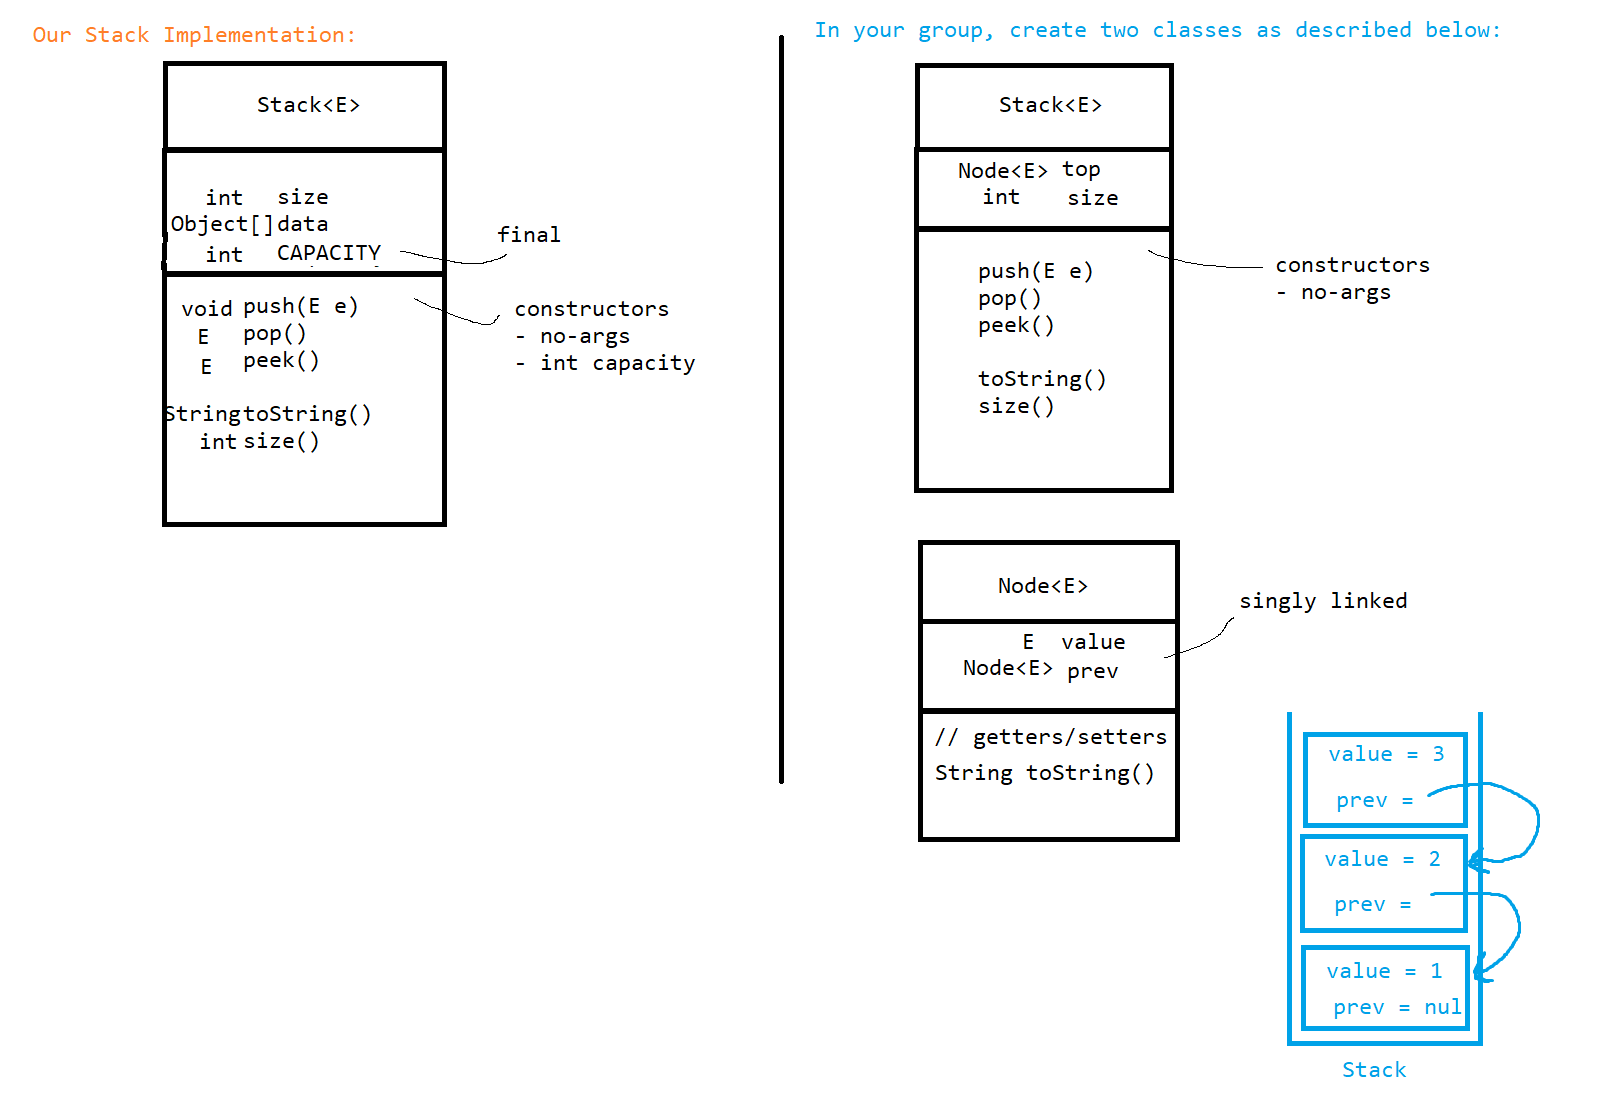 Our Stack Implementation:
Stack<E>
int size
Object[] data
int CAPACITY
final
void push(E e)
E pop()
E peek()
String toString()
int size()
constructors
- no-args
- int capacity
In your group, create two classes as described below:
Stack<E>
Node<E> top
int size
push(E e)
pop()
peek()
toString()
size()
constructors
- no-args
Node<E>
E value
Node<E> prev
singly linked
// getters/setters
String toString()
value = 3
prev =
value = 2
prev =
value = 1
prev = nul
Stack